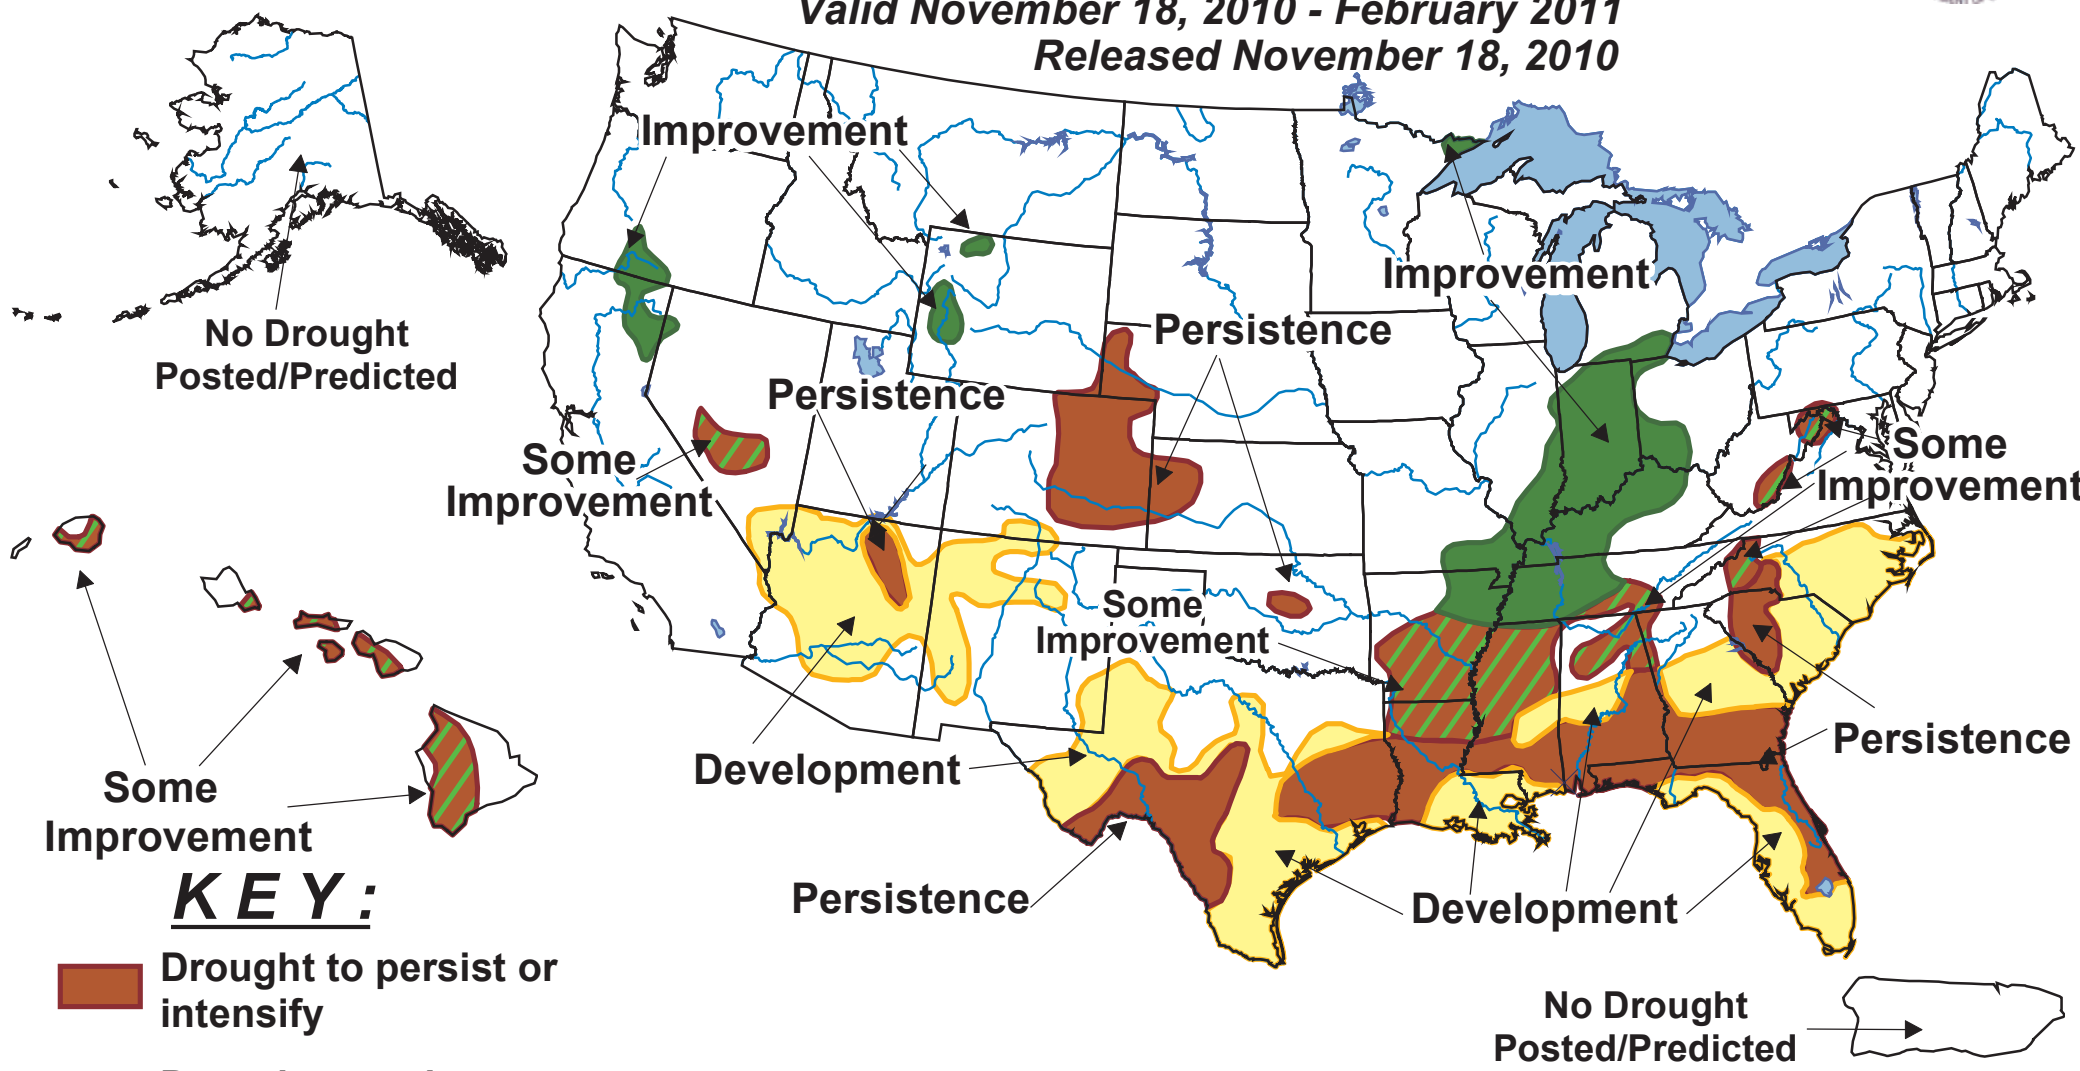 Valid November 18, 2010 - February 2011
Released November 18, 2010
Improvement
No Drought
Posted/Predicted
Improvement
Persistence
Persistence
Some
Improvement
Some
Improvement
Some
Improvement
Development
Persistence
Some
Improvement
Persistence
Development
No Drought
Posted/Predicted
KEY:
Drought to persist or
intensify